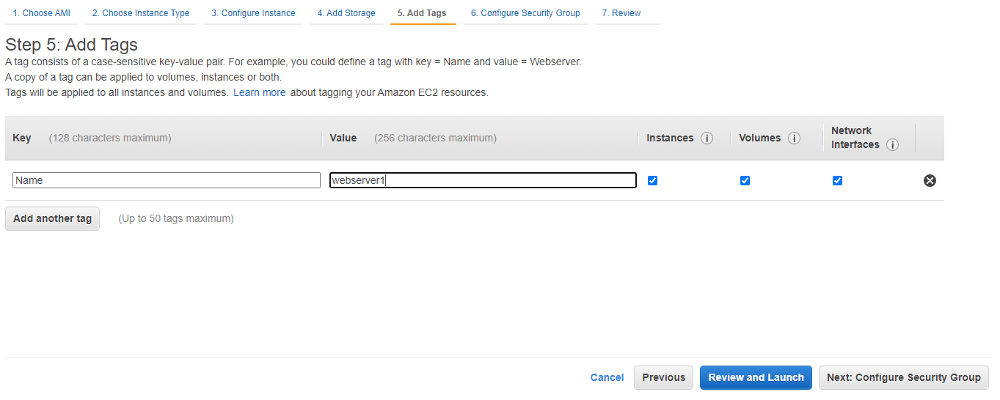 1. Choose AMI 2. Choose Instance Type 3. Configure Instance 4. Add Storage 5. Add Tags 6. Configure Security Group 7. Review
Step 5: Add Tags
A tag consists of a case-sensitive key-value pair. For example, you could define a tag with key = Name and value = Webserver.
A copy of a tag can be applied to volumes, instances or both.
Tags will be applied to all instances and volumes. Learn more about tagging your Amazon EC2 resources.
Key (128 characters maximum) Value (256 characters maximum) Instances i Volumes i Network
Interfaces i
Name webserver1
Add another tag (Up to 50 tags maximum)
Cancel Previous Review and Launch Next: Configure Security Group